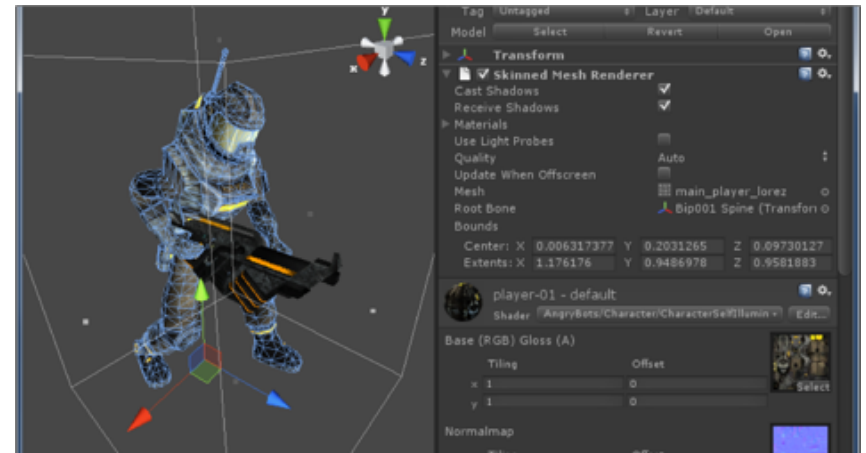 y
x
z
Tag Untagged Layer Default
Model Select Revert Open
Transform
Skinned Mesh Renderer
Cast Shadows
Receive Shadows
Materials
Use Light Probes
Quality Auto
Update When Offscreen
Mesh main_player_lorez
Root Bone Bip001 Spine (Transform
Bounds
Center: X 0.006317377 Y 0.2031265 Z 0.09730127
Extents: X 1.176176 Y 0.9486978 Z 0.9581883
player-01 - default
Shader AngryBots/Character/CharacterSelfIllumin Edit...
Base (RGB) Gloss (A)
Tiling Offset
Select
x 1 0
y 1 0
Normalmap
Tiling Offset